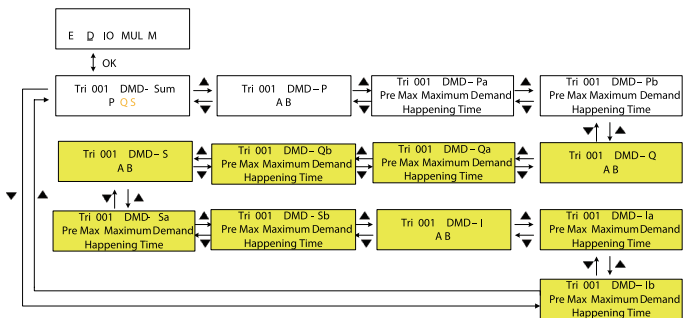 E D IO MUL M
OK
Tri 001 DMD- Sum
P Q S
Tri 001 DMD-P
A B
Tri 001 DMD-Pa
Pre Max Maximum Demand
Happening Time
Tri 001 DMD-Pb
Pre Max Maximum Demand
Happening Time
Tri 001 DMD-S
A B
Tri 001 DMD-Qb
Pre Max Maximum Demand
Happening Time
Tri 001 DMD-Qa
Pre Max Maximum Demand
Happening Time
Tri 001 DMD-Q
A B
Tri 001 DMD- Sa
Pre Max Maximum Demand
Happening Time
Tri 001 DMD - Sb
Pre Max Maximum Demand
Happening Time
Tri 001 DMD-I
A B
Tri 001 DMD-Ia
Pre Max Maximum Demand
Happening Time
Tri 001 DMD-Ib
Pre Max Maximum Demand
Happening Time